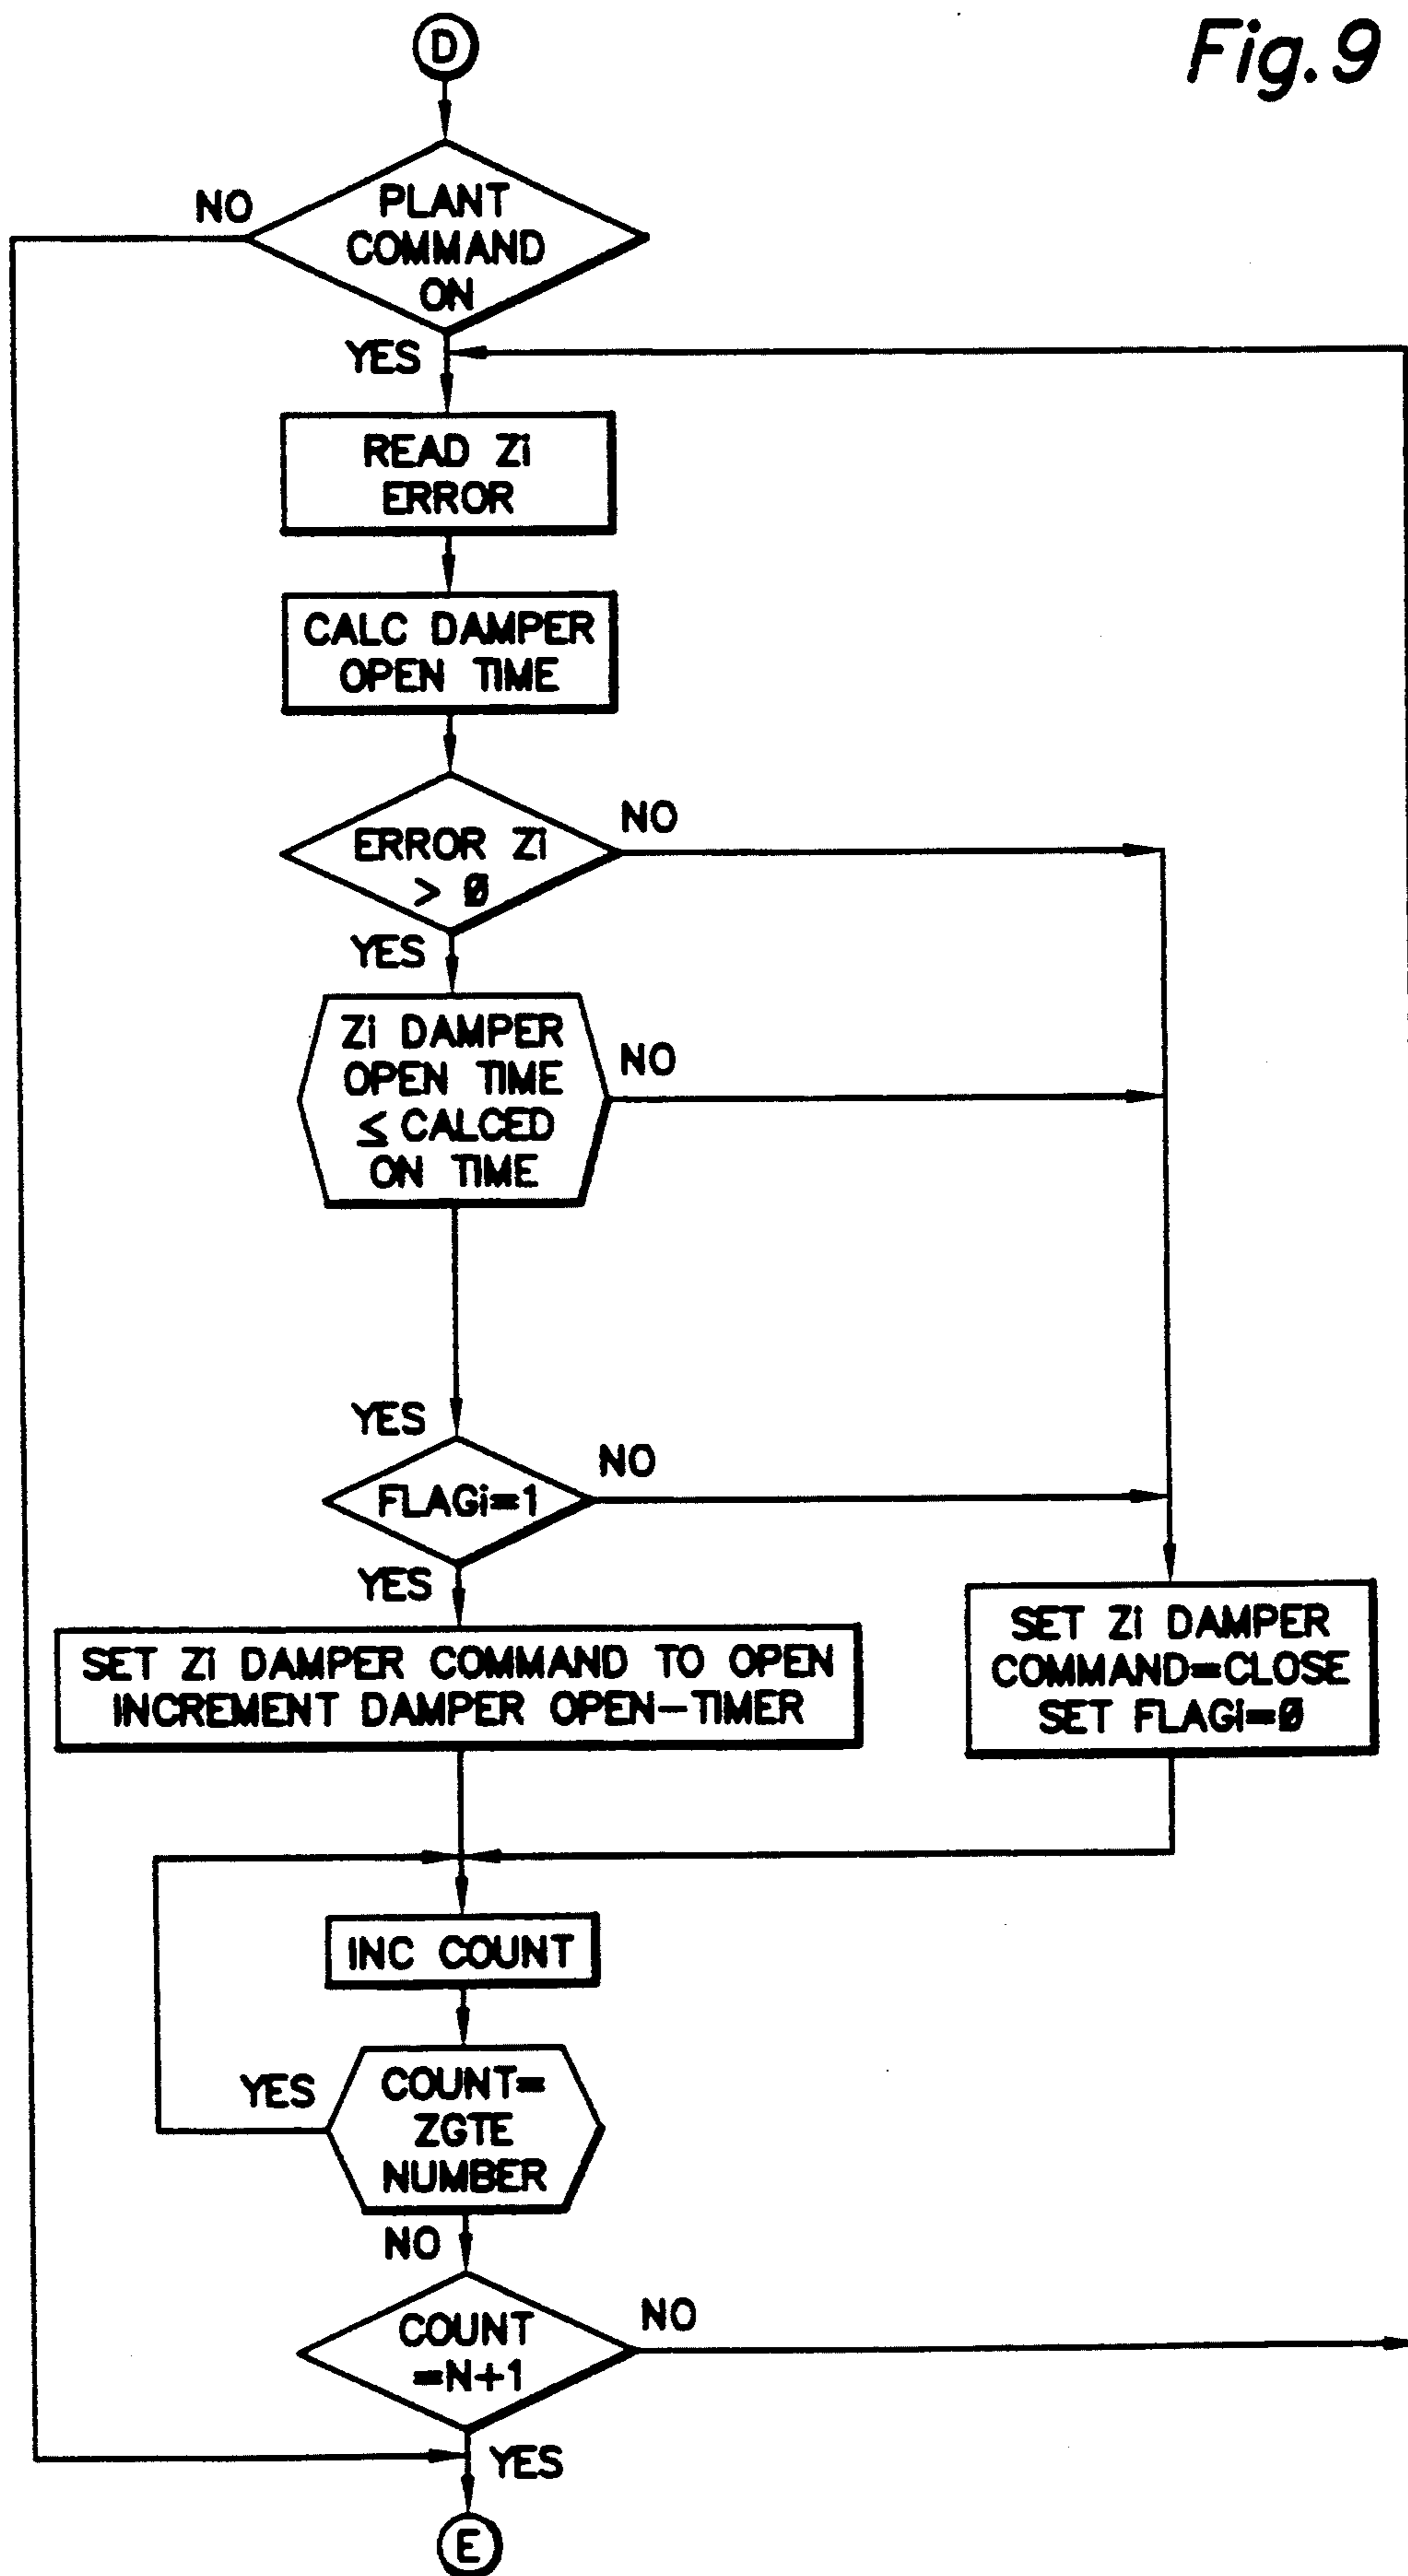 Fig. 9
D
PLANT
COMMAND
ON
NO
YES
READ Zi
ERROR
CALC DAMPER
OPEN TIME
ERROR Zi
> Ø
NO
YES
Zi DAMPER
OPEN TIME
≤ CALCED
ON TIME
NO
YES
FLAGi=1
NO
YES
SET Zi DAMPER COMMAND TO OPEN
INCREMENT DAMPER OPEN-TIMER
SET Zi DAMPER
COMMAND=CLOSE
SET FLAGi=Ø
INC COUNT
COUNT=
ZGTE
NUMBER
YES
NO
COUNT
=N+1
NO
YES
E